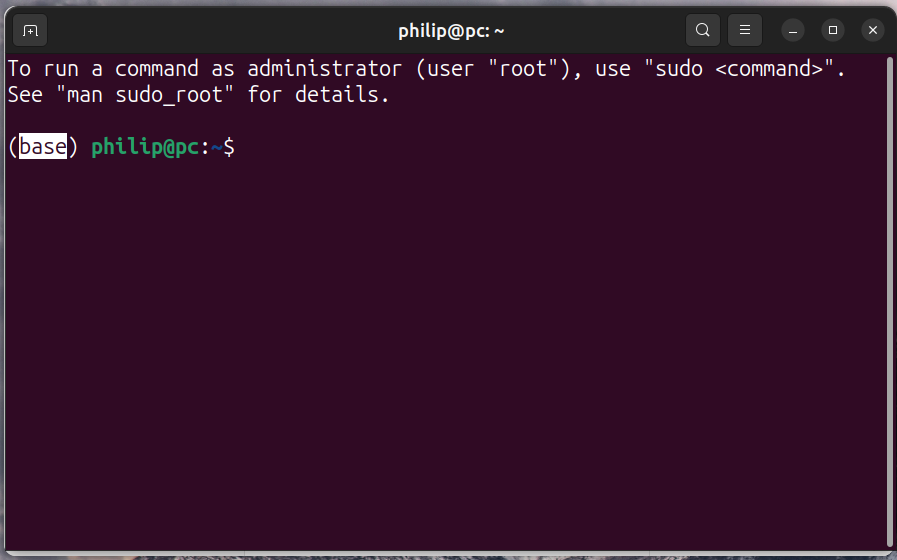 philip@pc: ~
To run a command as administrator (user "root"), use "sudo <command>".
See "man sudo_root" for details.
(base) philip@pc:~$